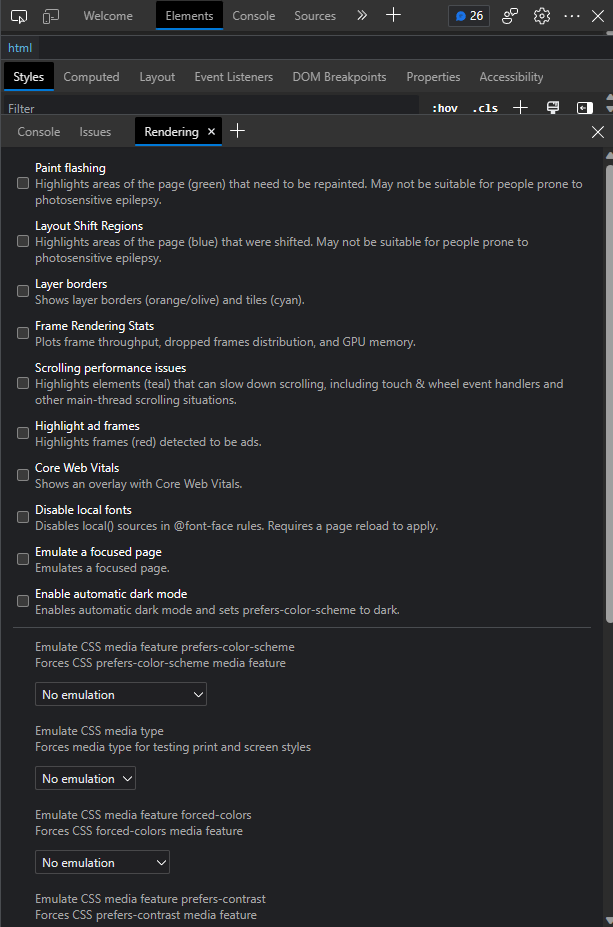 Welcome Elements Console Sources 26
html
Styles Computed Layout Event Listeners DOM Breakpoints Properties Accessibility
Filter :hov .cls
Console Issues Rendering
Paint flashing
Highlights areas of the page (green) that need to be repainted. May not be suitable for people prone to
photosensitive epilepsy.
Layout Shift Regions
Highlights areas of the page (blue) that were shifted. May not be suitable for people prone to
photosensitive epilepsy.
Layer borders
Shows layer borders (orange/olive) and tiles (cyan).
Frame Rendering Stats
Plots frame throughput, dropped frames distribution, and GPU memory.
Scrolling performance issues
Highlights elements (teal) that can slow down scrolling, including touch & wheel event handlers and
other main-thread scrolling situations.
Highlight ad frames
Highlights frames (red) detected to be ads.
Core Web Vitals
Shows an overlay with Core Web Vitals.
Disable local fonts
Disables local() sources in @font-face rules. Requires a page reload to apply.
Emulate a focused page
Emulates a focused page.
Enable automatic dark mode
Enables automatic dark mode and sets prefers-color-scheme to dark.
Emulate CSS media feature prefers-color-scheme
Forces CSS prefers-color-scheme media feature
No emulation
Emulate CSS media type
Forces media type for testing print and screen styles
No emulation
Emulate CSS media feature forced-colors
Forces CSS forced-colors media feature
No emulation
Emulate CSS media feature prefers-contrast
Forces CSS prefers-contrast media feature